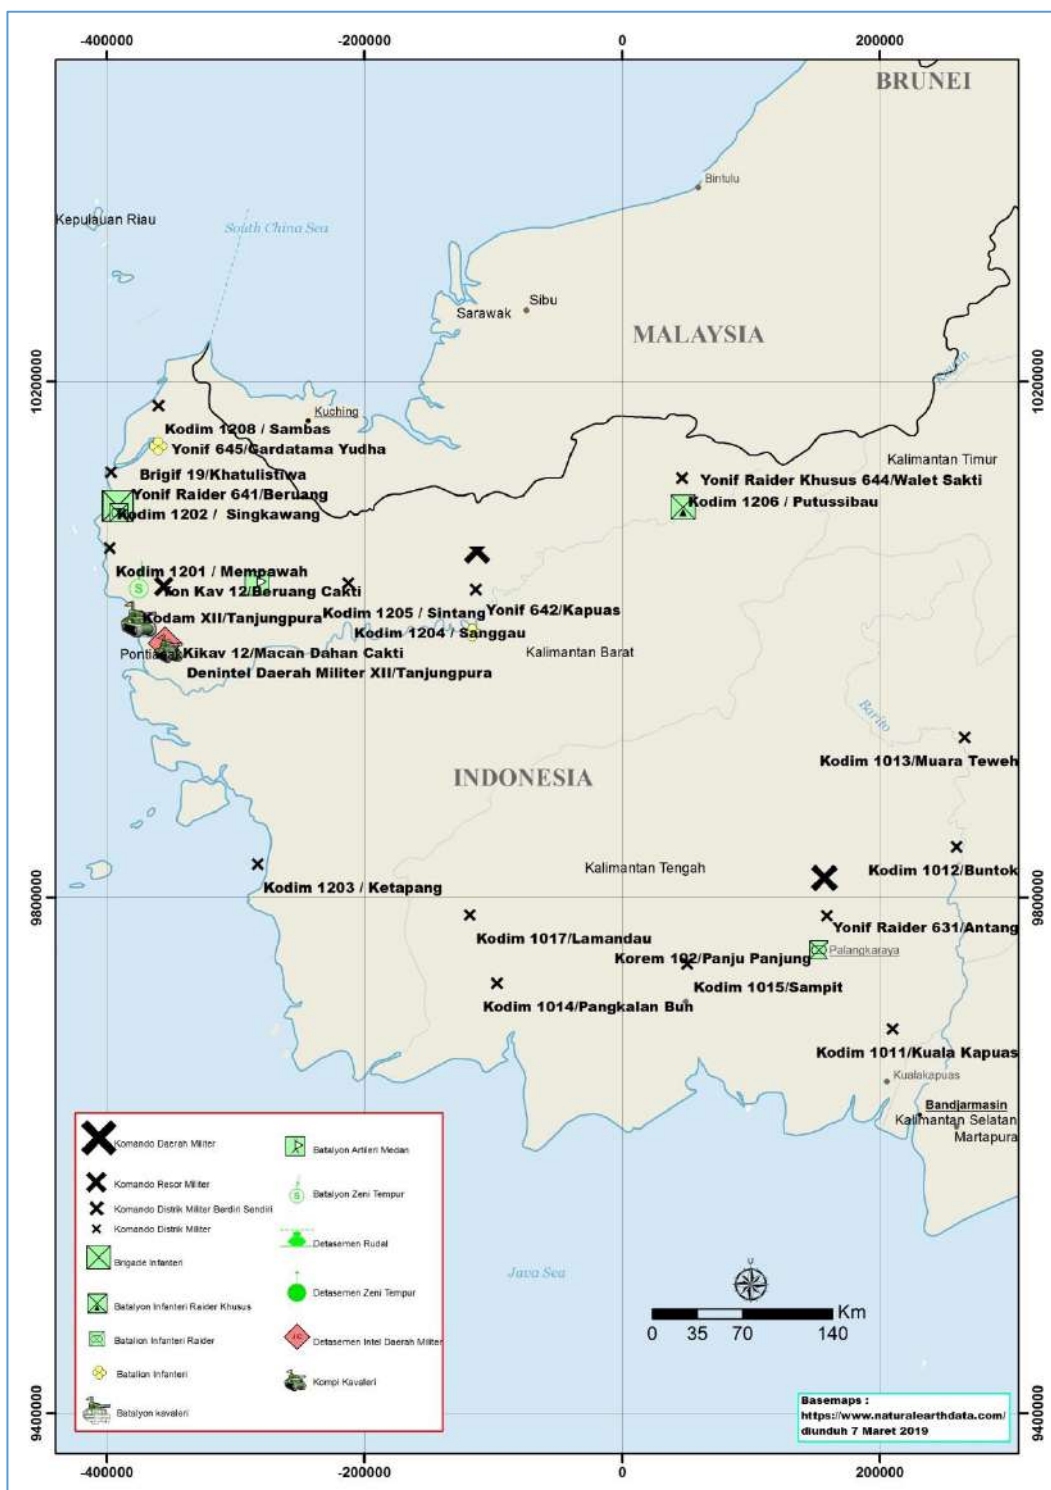 -400000 -200000 0 200000
BRUNEI
Bintulu
Kepulauan Riau
South China Sea
Sibu
Sarawak
MALAYSIA
10200000 10200000
Kuching
Kodim 1208 / Sambas
Yonif 645/Gardatama Yudha
Kalimantan Timur
Brigif 19/Khatulistiwa
Yonif Raider Khusus 644/Walet Sakti
Yonif Raider 641/Beruang
Kodim 1206 / Putussibau
Kodim 1202 / Singkawang
Kodim 1201 / Mempawah
Yon Kav 12/Beruang Cakti
Kodim 1205 / Sintang
Yonif 642/Kapuas
Kodam XII/Tanjungpura
Kodim 1204 / Sanggau
Pontianak
Kikav 12/Macan Dahan Cakti
Kalimantan Barat
Denintel Daerah Militer XII/Tanjungpura
Barito
Kodim 1013/Muara Teweh
INDONESIA
Kalimantan Tengah
Kodim 1012/Buntok
Kodim 1203 / Ketapang
9800000 9800000
Yonif Raider 631/Antang
Kodim 1017/Lamandau
Palangkaraya
Korem 102/Panju Panjung
Kodim 1015/Sampit
Kodim 1014/Pangkalan Buh
Kodim 1011/Kuala Kapuas
Kualakapuas
Bandjarmasin
Kalimantan Selatan
Martapura
Komando Daerah Militer
Komando Resor Militer
Komando Distrik Militer Berdiri Sendiri
Komando Distrik Militer
Brigade Infanteri
Batalyon Infanteri Raider Khusus
Batalion Infanteri Raider
Batalion Infanteri
Batalyon kavaleri
Batalyon Artileri Medan
S
Batalyon Zeni Tempur
Detasemen Rudal
Detasemen Zeni Tempur
Detasemen Intel Daerah Militer
Kompi Kavaleri
Java Sea
U
Km
0 35 70 140
Basemaps :
https://www.naturalearthdata.com/
diunduh 7 Maret 2019
9400000 9400000
-400000 -200000 0 200000